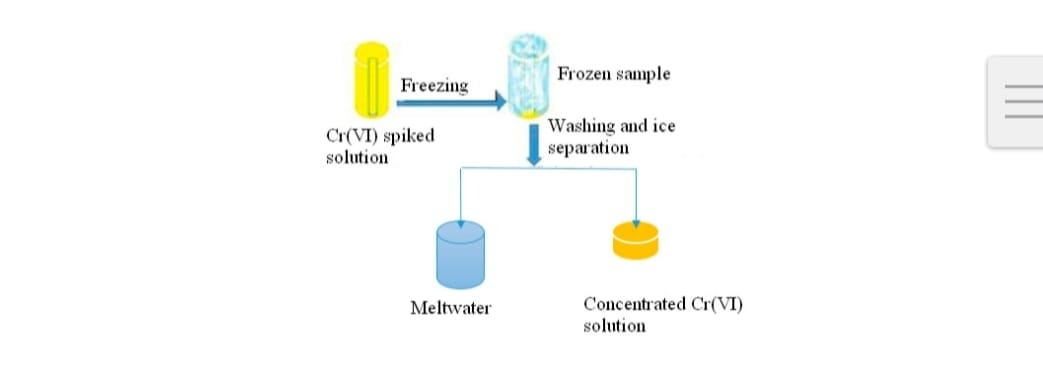 Freezing
Frozen sample
Cr(VI) spiked
solution
Washing and ice
separation
Meltwater
Concentrated Cr(VI)
solution